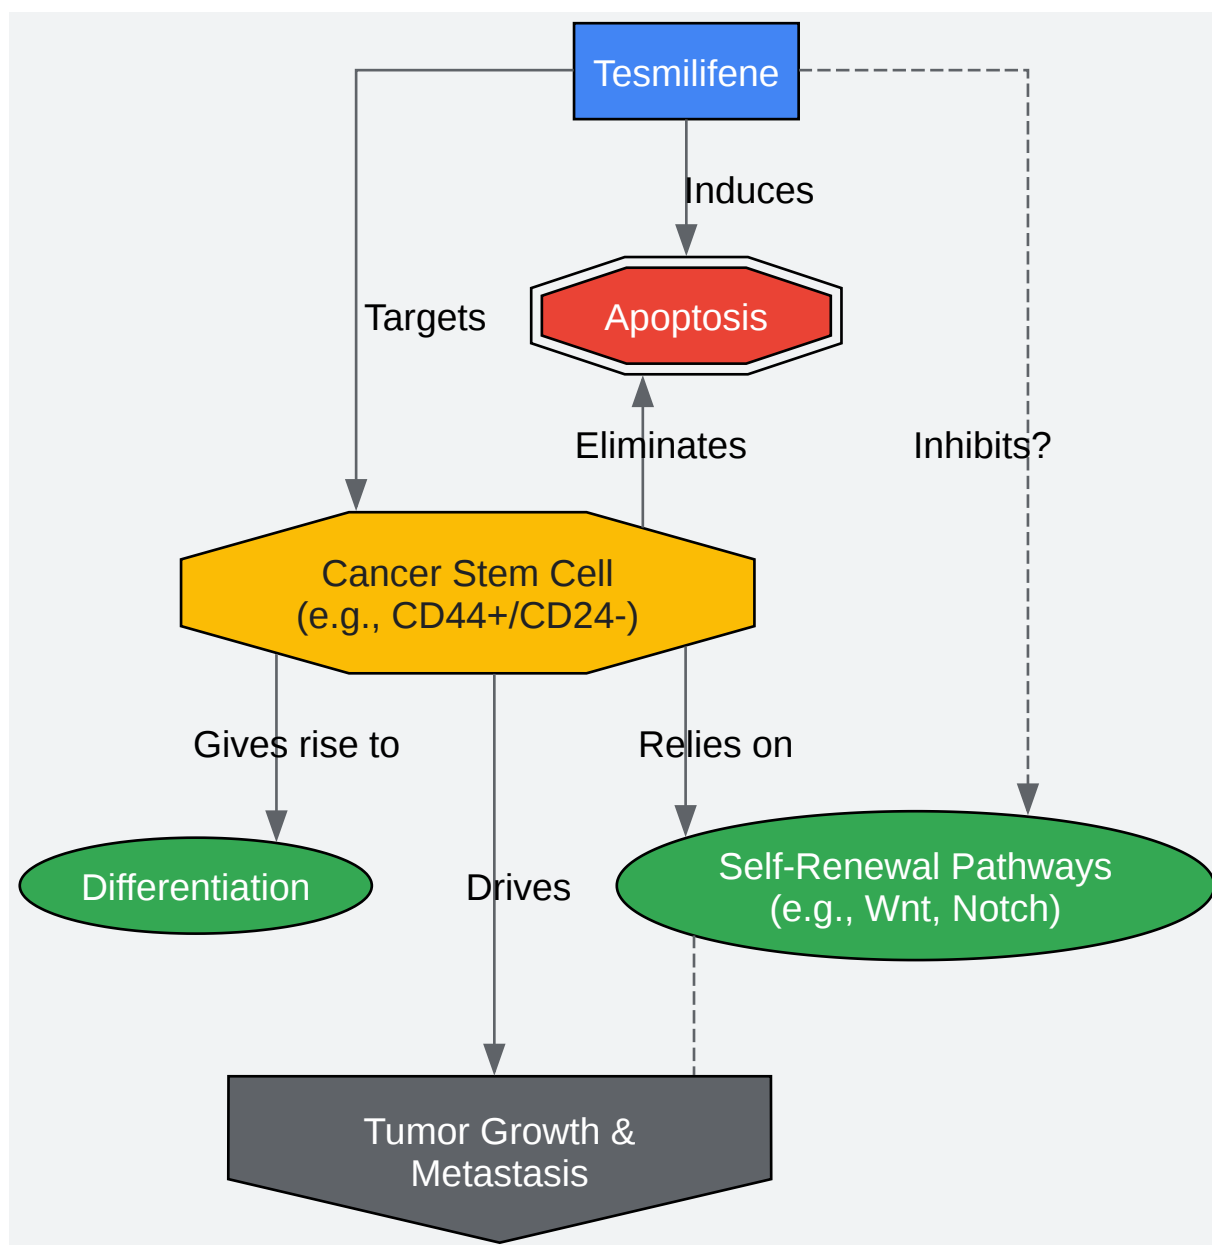 Tesmilifene
Induces
Targets
Apoptosis
Eliminates
Inhibits?
Cancer Stem Cell
(e.g., CD44+/CD24-)
Gives rise to
Relies on
Differentiation
Drives
Self-Renewal Pathways
(e.g., Wnt, Notch)
Tumor Growth &
Metastasis